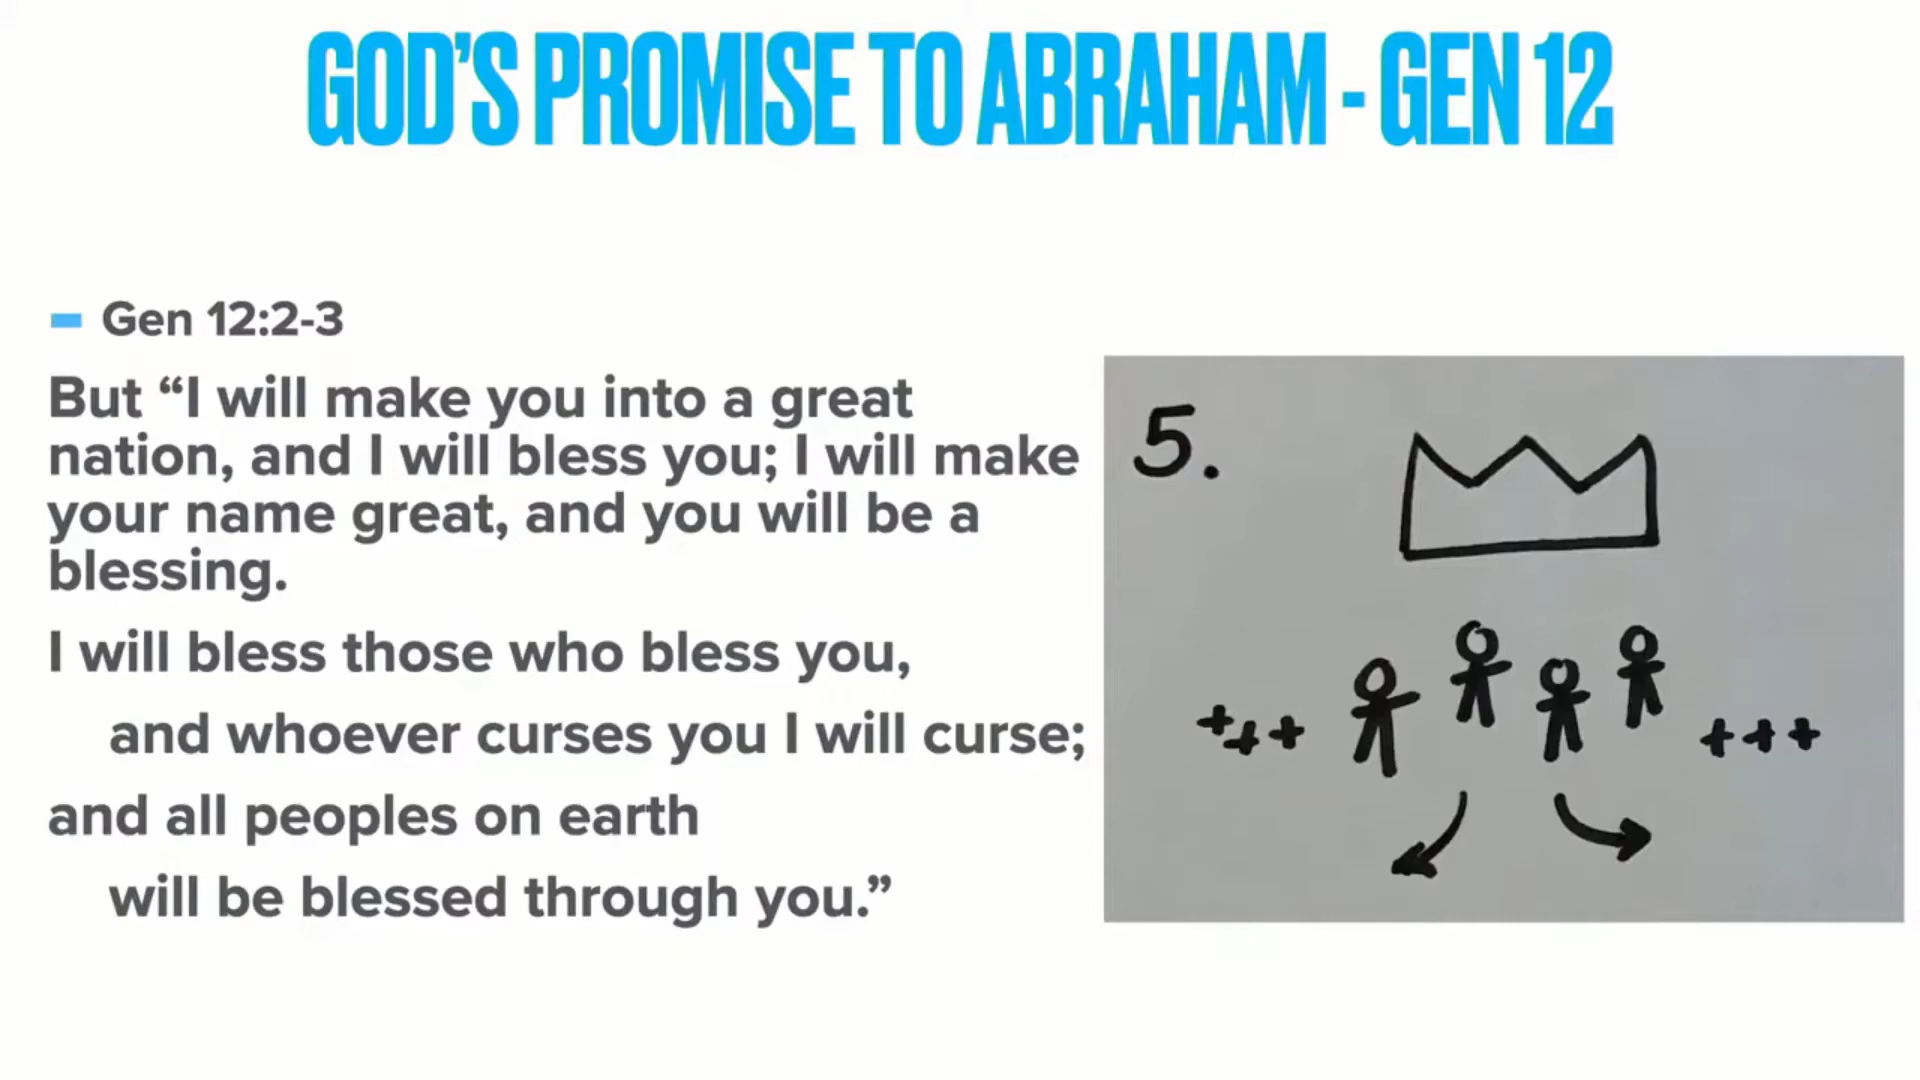 GOD'S PROMISE TO ABRAHAM - GEN 12
Gen 12:2-3
But “I will make you into a great
nation, and I will bless you; I will make
your name great, and you will be a
blessing.
I will bless those who bless you,
and whoever curses you I will curse;
and all peoples on earth
will be blessed through you.”
5.